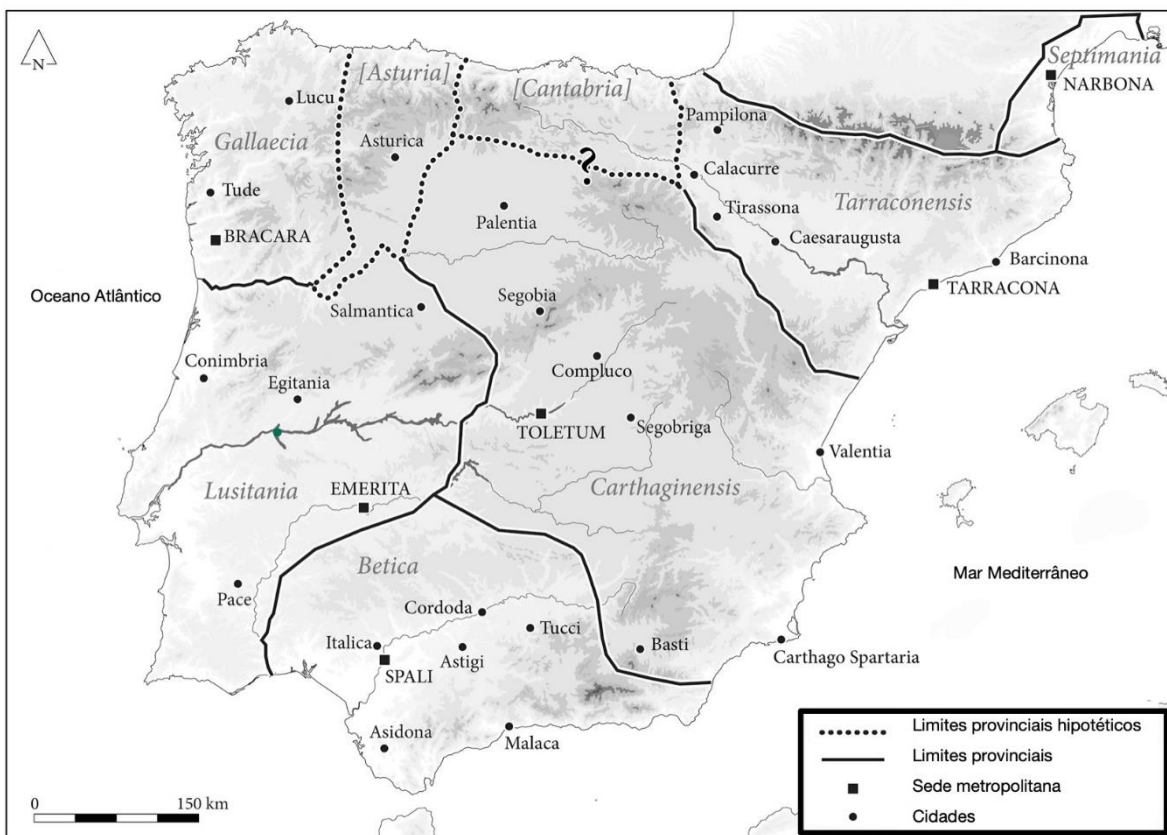 N
[Asturia]
[Cantabria]
Septimania
NARBONA
Lucu
Pampilona
Gallaecia
Asturica
?
Calacurre
Tude
Palentia
Tirassona
Tarraconensis
BRACARA
Caesaraugusta
Barcinona
Oceano Atlântico
TARRACONA
Salmantica
Segobia
Conimbria
Compluco
Egitania
TOLETUM
Segobriga
Valentia
Lusitania
EMERITA
Carthaginensis
Betica
Mar Mediterrâneo
Pace
Cordoda
Tucci
Italica
Astigi
Basti
Carthago Spartaria
SPALI
Asidona
Malaca
0 150 km
Limites provinciais hipotéticos
Limites provinciais
Sede metropolitana
Cidades